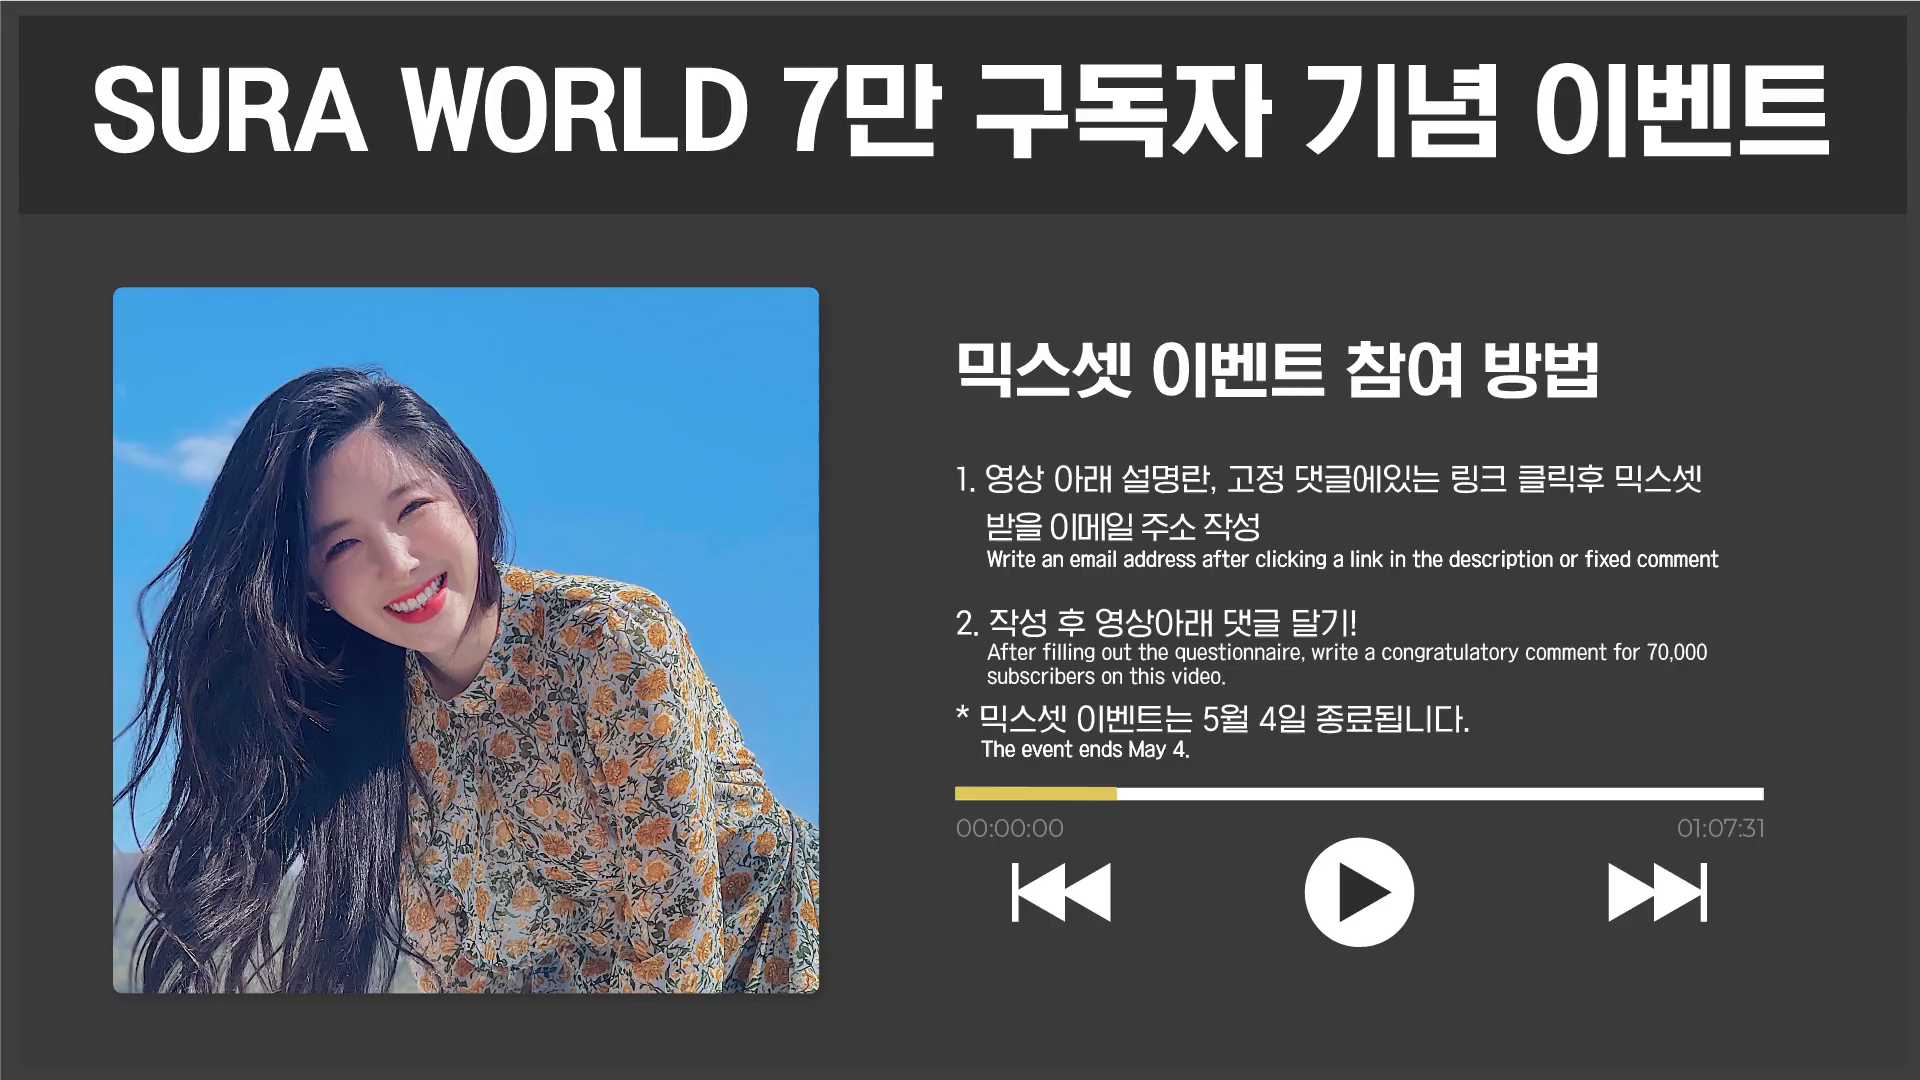 SURA WORLD 7만 구독자 기념 이벤트
믹스셋 이벤트 참여 방법
1. 영상 아래 설명란, 고정 댓글에있는 링크 클릭후 믹스셋
받을 이메일 주소 작성
Write an email address after clicking a link in the description or fixed comment
2. 작성 후 영상아래 댓글 달기!
After filling out the questionnaire, write a congratulatory comment for 70,000
subscribers on this video.
* 믹스셋 이벤트는 5월 4일 종료됩니다.
The event ends May 4.
00:00:00
01:07:31